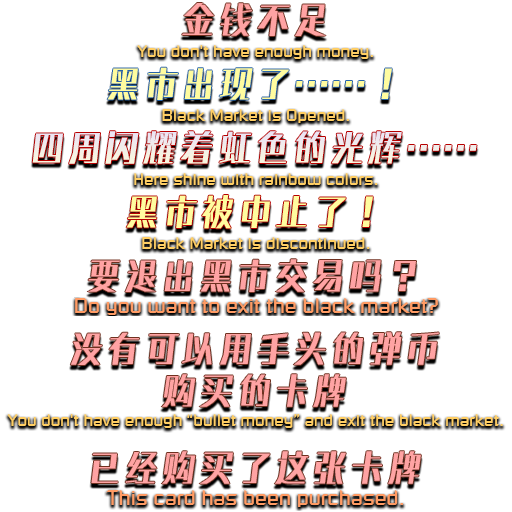 金钱不足
You don't have enough money.
黑市出现了……！
Black Market is Opened.
四周闪耀着虹色的光辉……
Here shine with rainbow colors.
黑市被中止了！
Black Market is discontinued.
要退出黑市交易吗？
Do you want to exit the black market?
没有可以用手头的弹币
购买的卡牌
You don't have enough "bullet money" and exit the black market.
已经购买了这张卡牌
This card has been purchased.